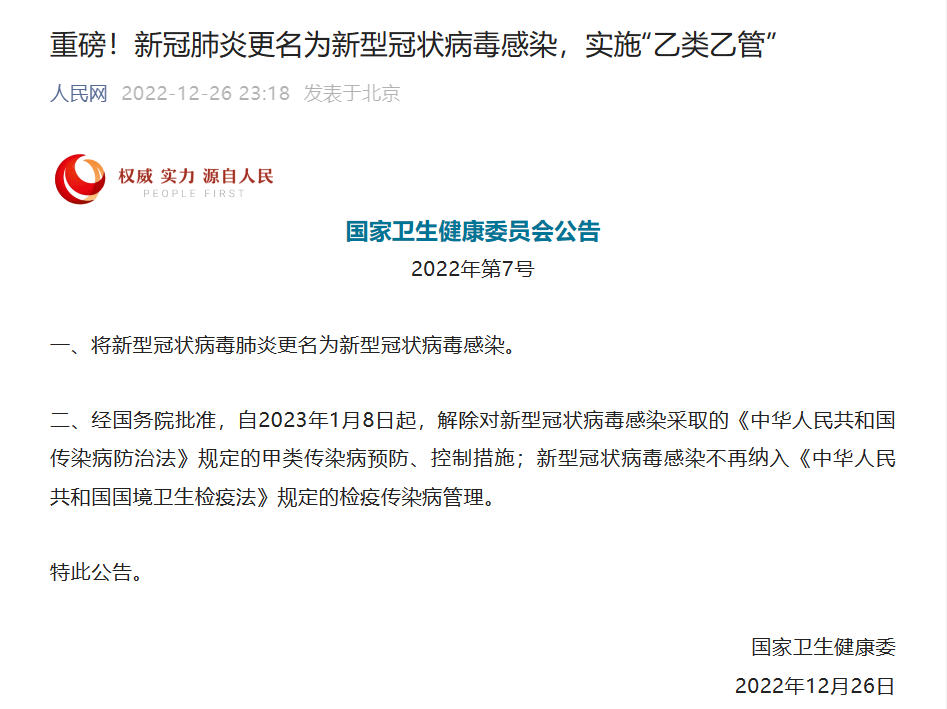 重磅！新冠肺炎更名为新型冠状病毒感染，实施“乙类乙管”
人民网 2022-12-26 23:18 发表于北京
权威 实力 源自人民
PEOPLE FIRST
国家卫生健康委员会公告
2022年第7号
一、将新型冠状病毒肺炎更名为新型冠状病毒感染。
二、经国务院批准，自2023年1月8日起，解除对新型冠状病毒感染采取的《中华人民共和国
传染病防治法》规定的甲类传染病预防、控制措施；新型冠状病毒感染不再纳入《中华人民
共和国国境卫生检疫法》规定的检疫传染病管理。
特此公告。
国家卫生健康委
2022年12月26日